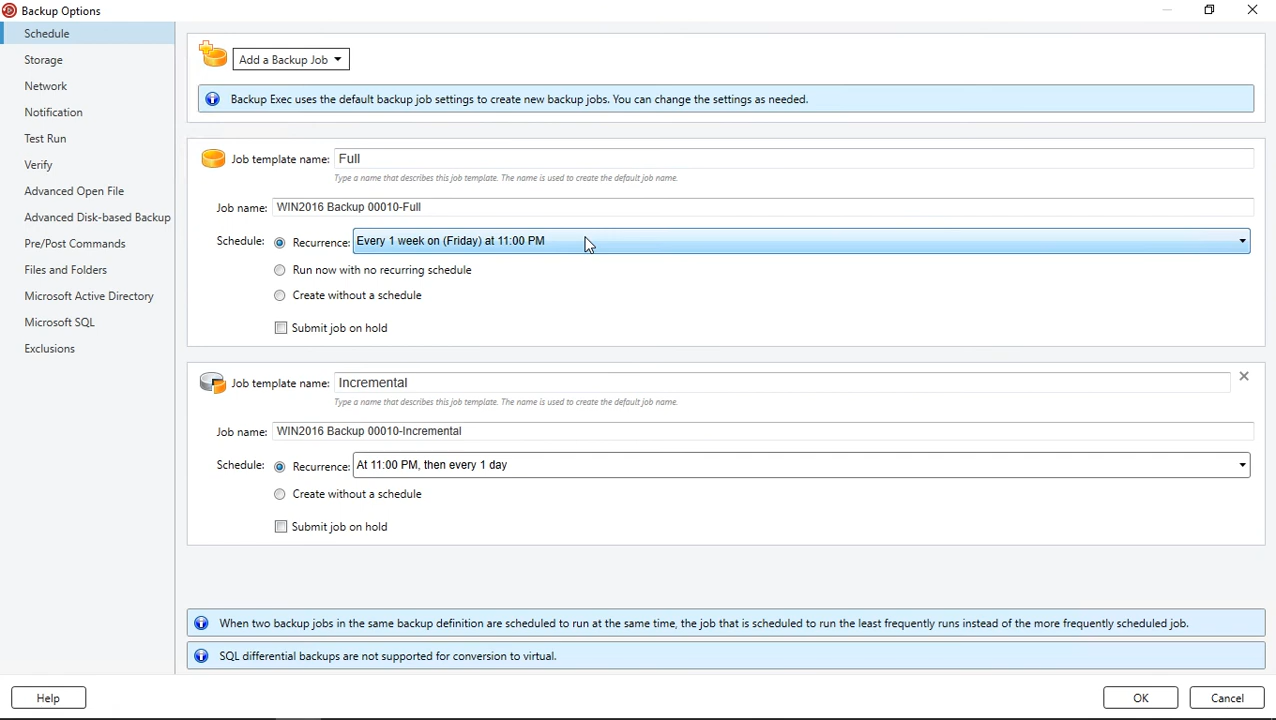 Backup Options
Schedule
Storage
Network
Notification
Test Run
Verify
Advanced Open File
Advanced Disk-based Backup
Pre/Post Commands
Files and Folders
Microsoft Active Directory
Microsoft SQL
Exclusions
Add a Backup Job
Backup Exec uses the default backup job settings to create new backup jobs. You can change the settings as needed.
Job template name: Full
Type a name that describes this job template. The name is used to create the default job name.
Job name: WIN2016 Backup 00010-Full
Schedule: Recurrence: Every 1 week on (Friday) at 11:00 PM
Run now with no recurring schedule
Create without a schedule
Submit job on hold
Job template name: Incremental
Type a name that describes this job template. The name is used to create the default job name.
Job name: WIN2016 Backup 00010-Incremental
Schedule: Recurrence: At 11:00 PM, then every 1 day
Create without a schedule
Submit job on hold
When two backup jobs in the same backup definition are scheduled to run at the same time, the job that is scheduled to run the least frequently runs instead of the more frequently scheduled job.
SQL differential backups are not supported for conversion to virtual.
Help
OK
Cancel